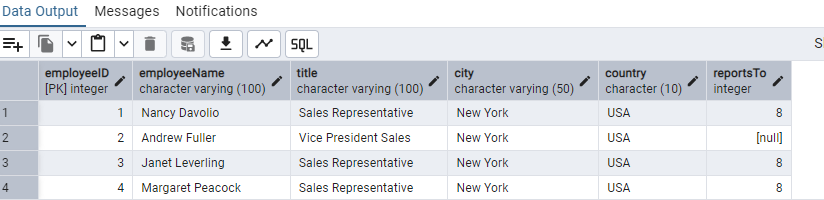 Data Output Messages Notifications
SQL S
employeeID employeeName title city country reportsTo
[PK] integer character varying (100) character varying (100) character varying (50) character (10) integer
1 1 Nancy Davolio Sales Representative New York USA 8
2 2 Andrew Fuller Vice President Sales New York USA [null]
3 3 Janet Leverling Sales Representative New York USA 8
4 4 Margaret Peacock Sales Representative New York USA 8